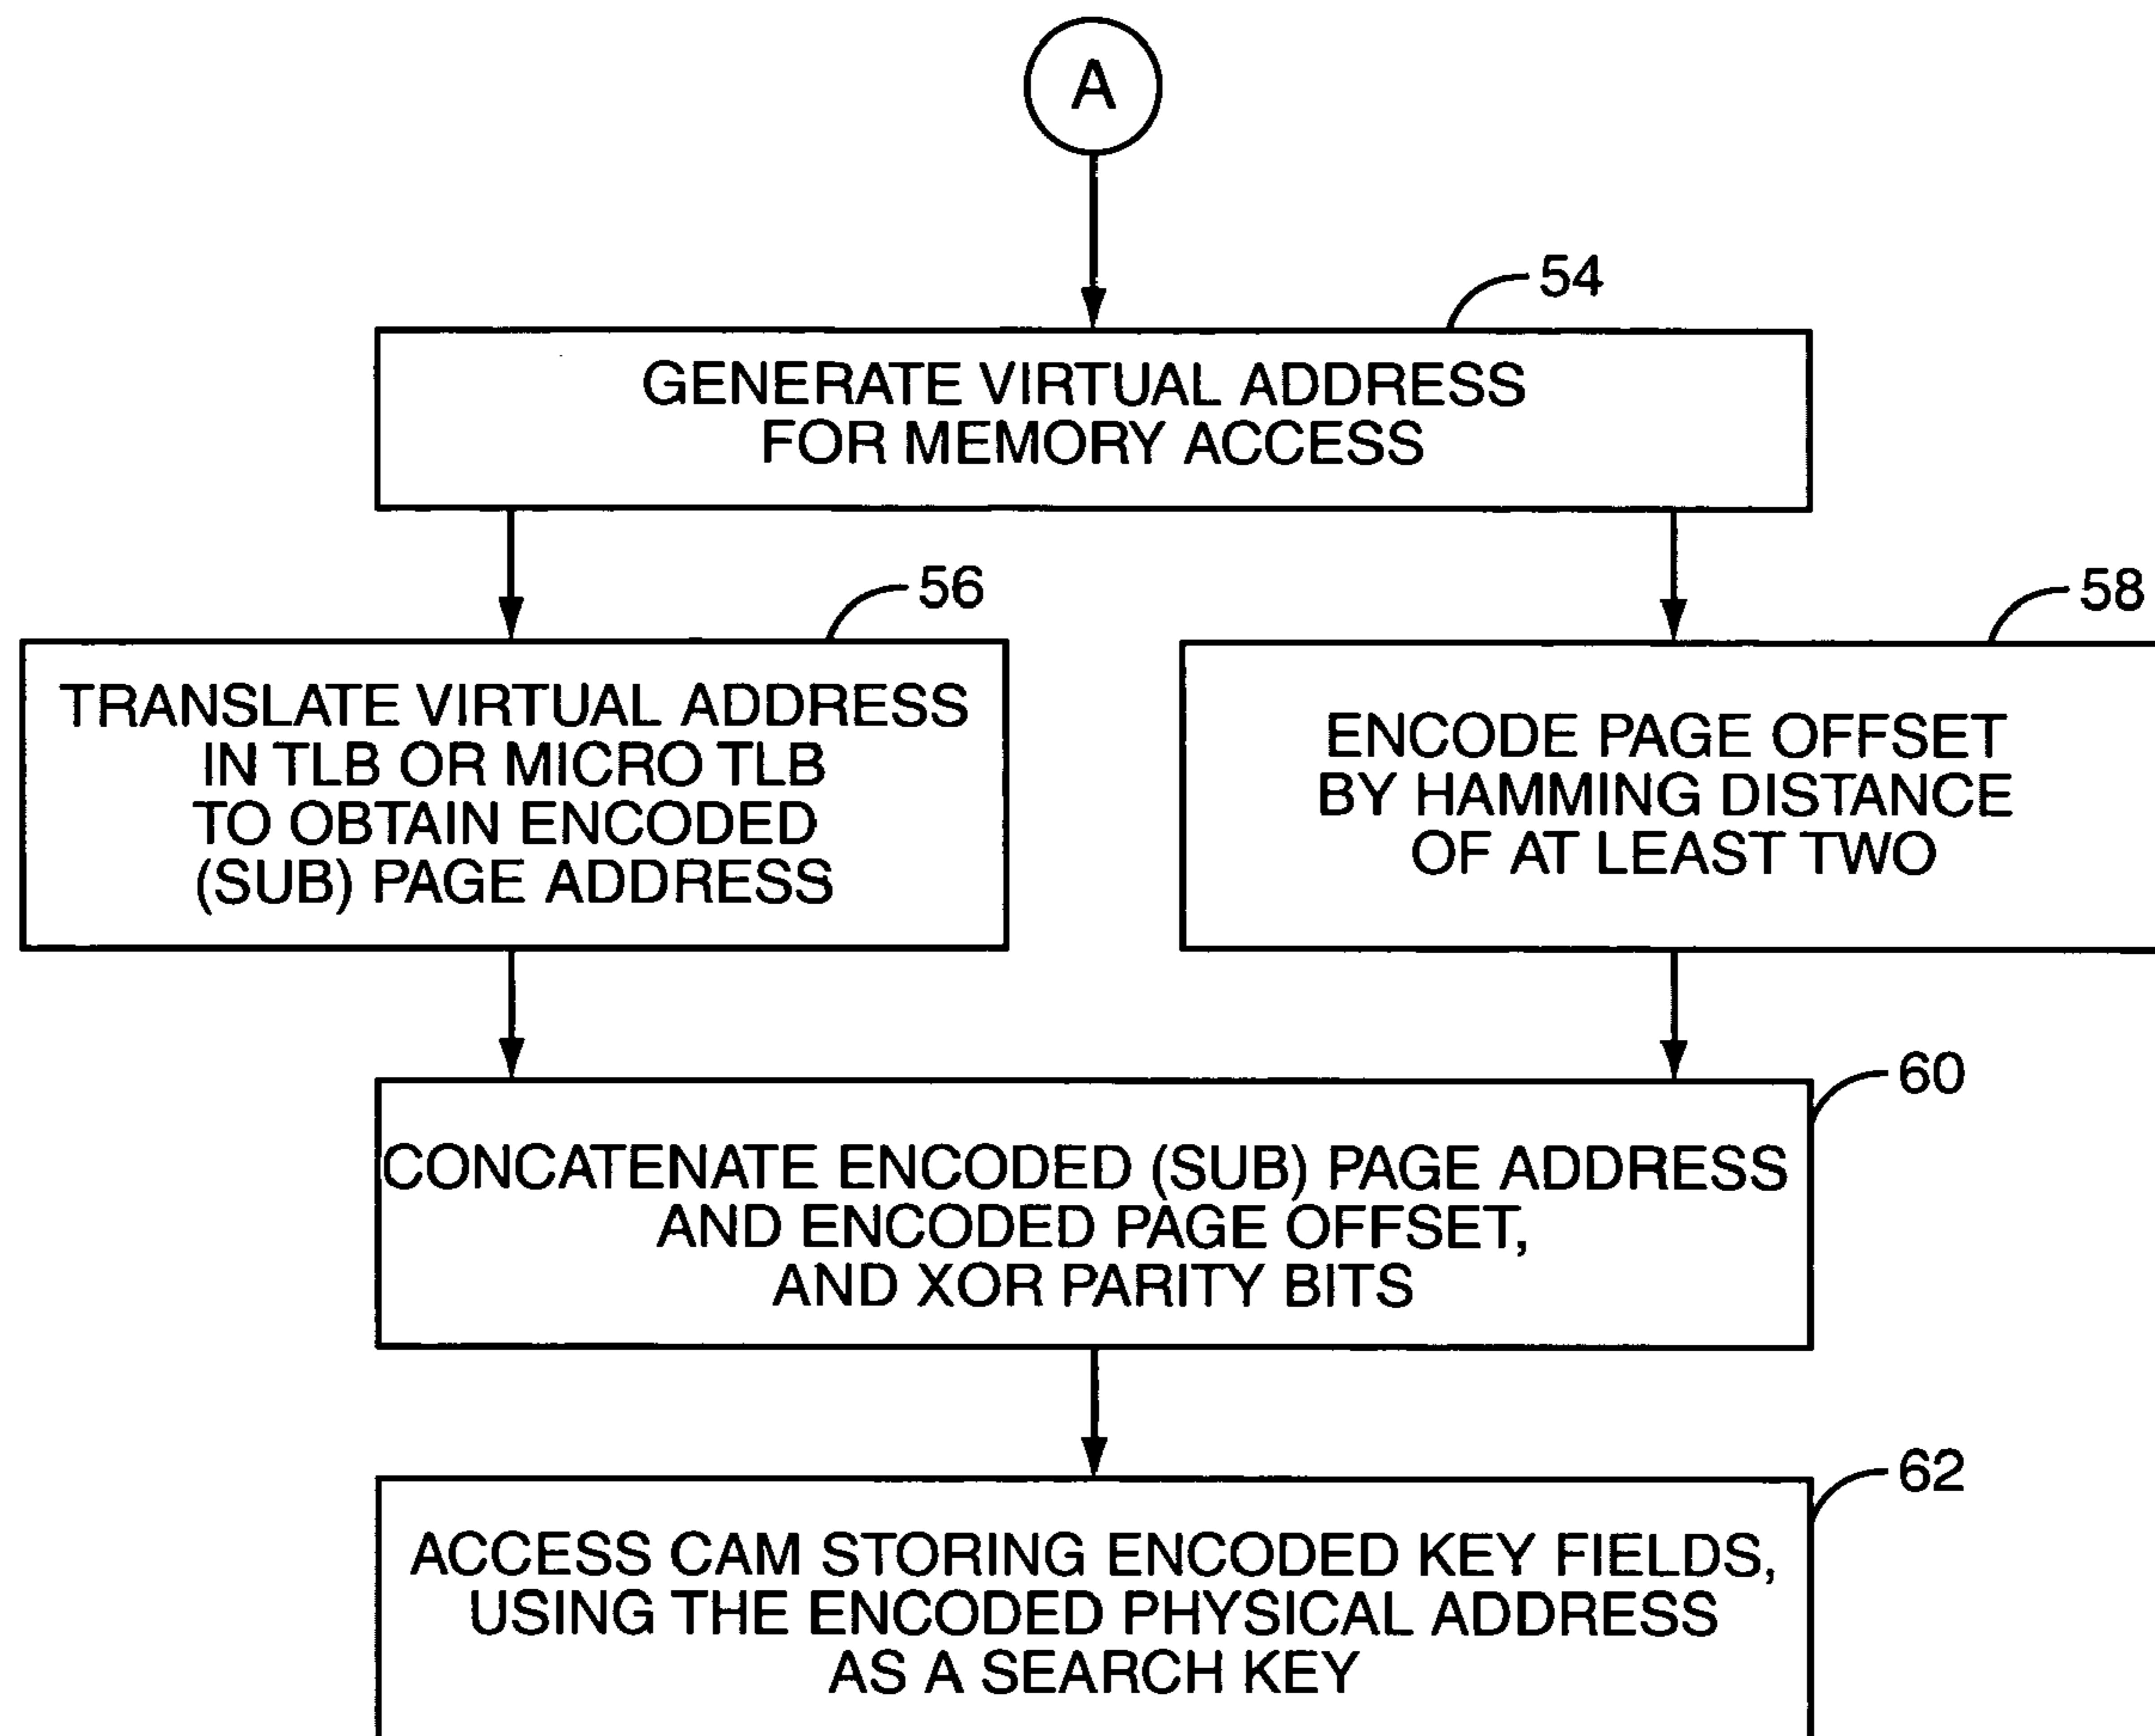 A
54
GENERATE VIRTUAL ADDRESS
FOR MEMORY ACCESS
56
TRANSLATE VIRTUAL ADDRESS
IN TLB OR MICRO TLB
TO OBTAIN ENCODED
(SUB) PAGE ADDRESS
58
ENCODE PAGE OFFSET
BY HAMMING DISTANCE
OF AT LEAST TWO
60
CONCATENATE ENCODED (SUB) PAGE ADDRESS
AND ENCODED PAGE OFFSET,
AND XOR PARITY BITS
62
ACCESS CAM STORING ENCODED KEY FIELDS,
USING THE ENCODED PHYSICAL ADDRESS
AS A SEARCH KEY